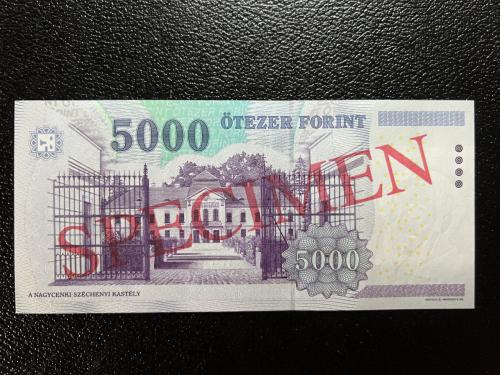 5000 ÖTEZER FORINT
SPECIMEN
5000
A NAGYCENKI SZÉCHENYI KASTÉLY